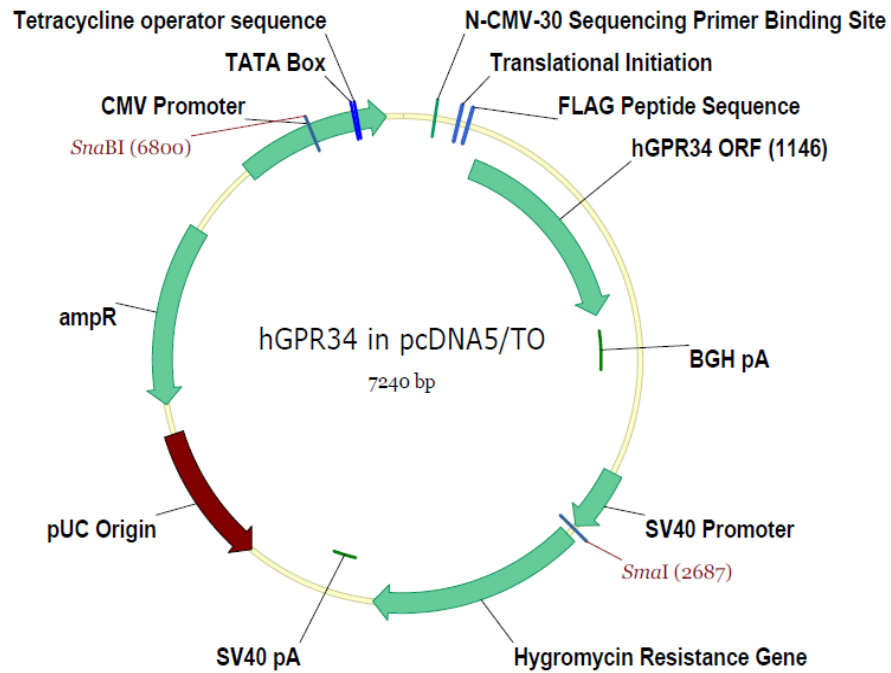 Tetracycline operator sequence
N-CMV-30 Sequencing Primer Binding Site
TATA Box
Translational Initiation
CMV Promoter
FLAG Peptide Sequence
SnaBI (6800)
hGPR34 ORF (1146)
ampR
hGPR34 in pcDNA5/TO
7240 bp
BGH pA
pUC Origin
SV40 Promoter
SmaI (2687)
SV40 pA
Hygromycin Resistance Gene